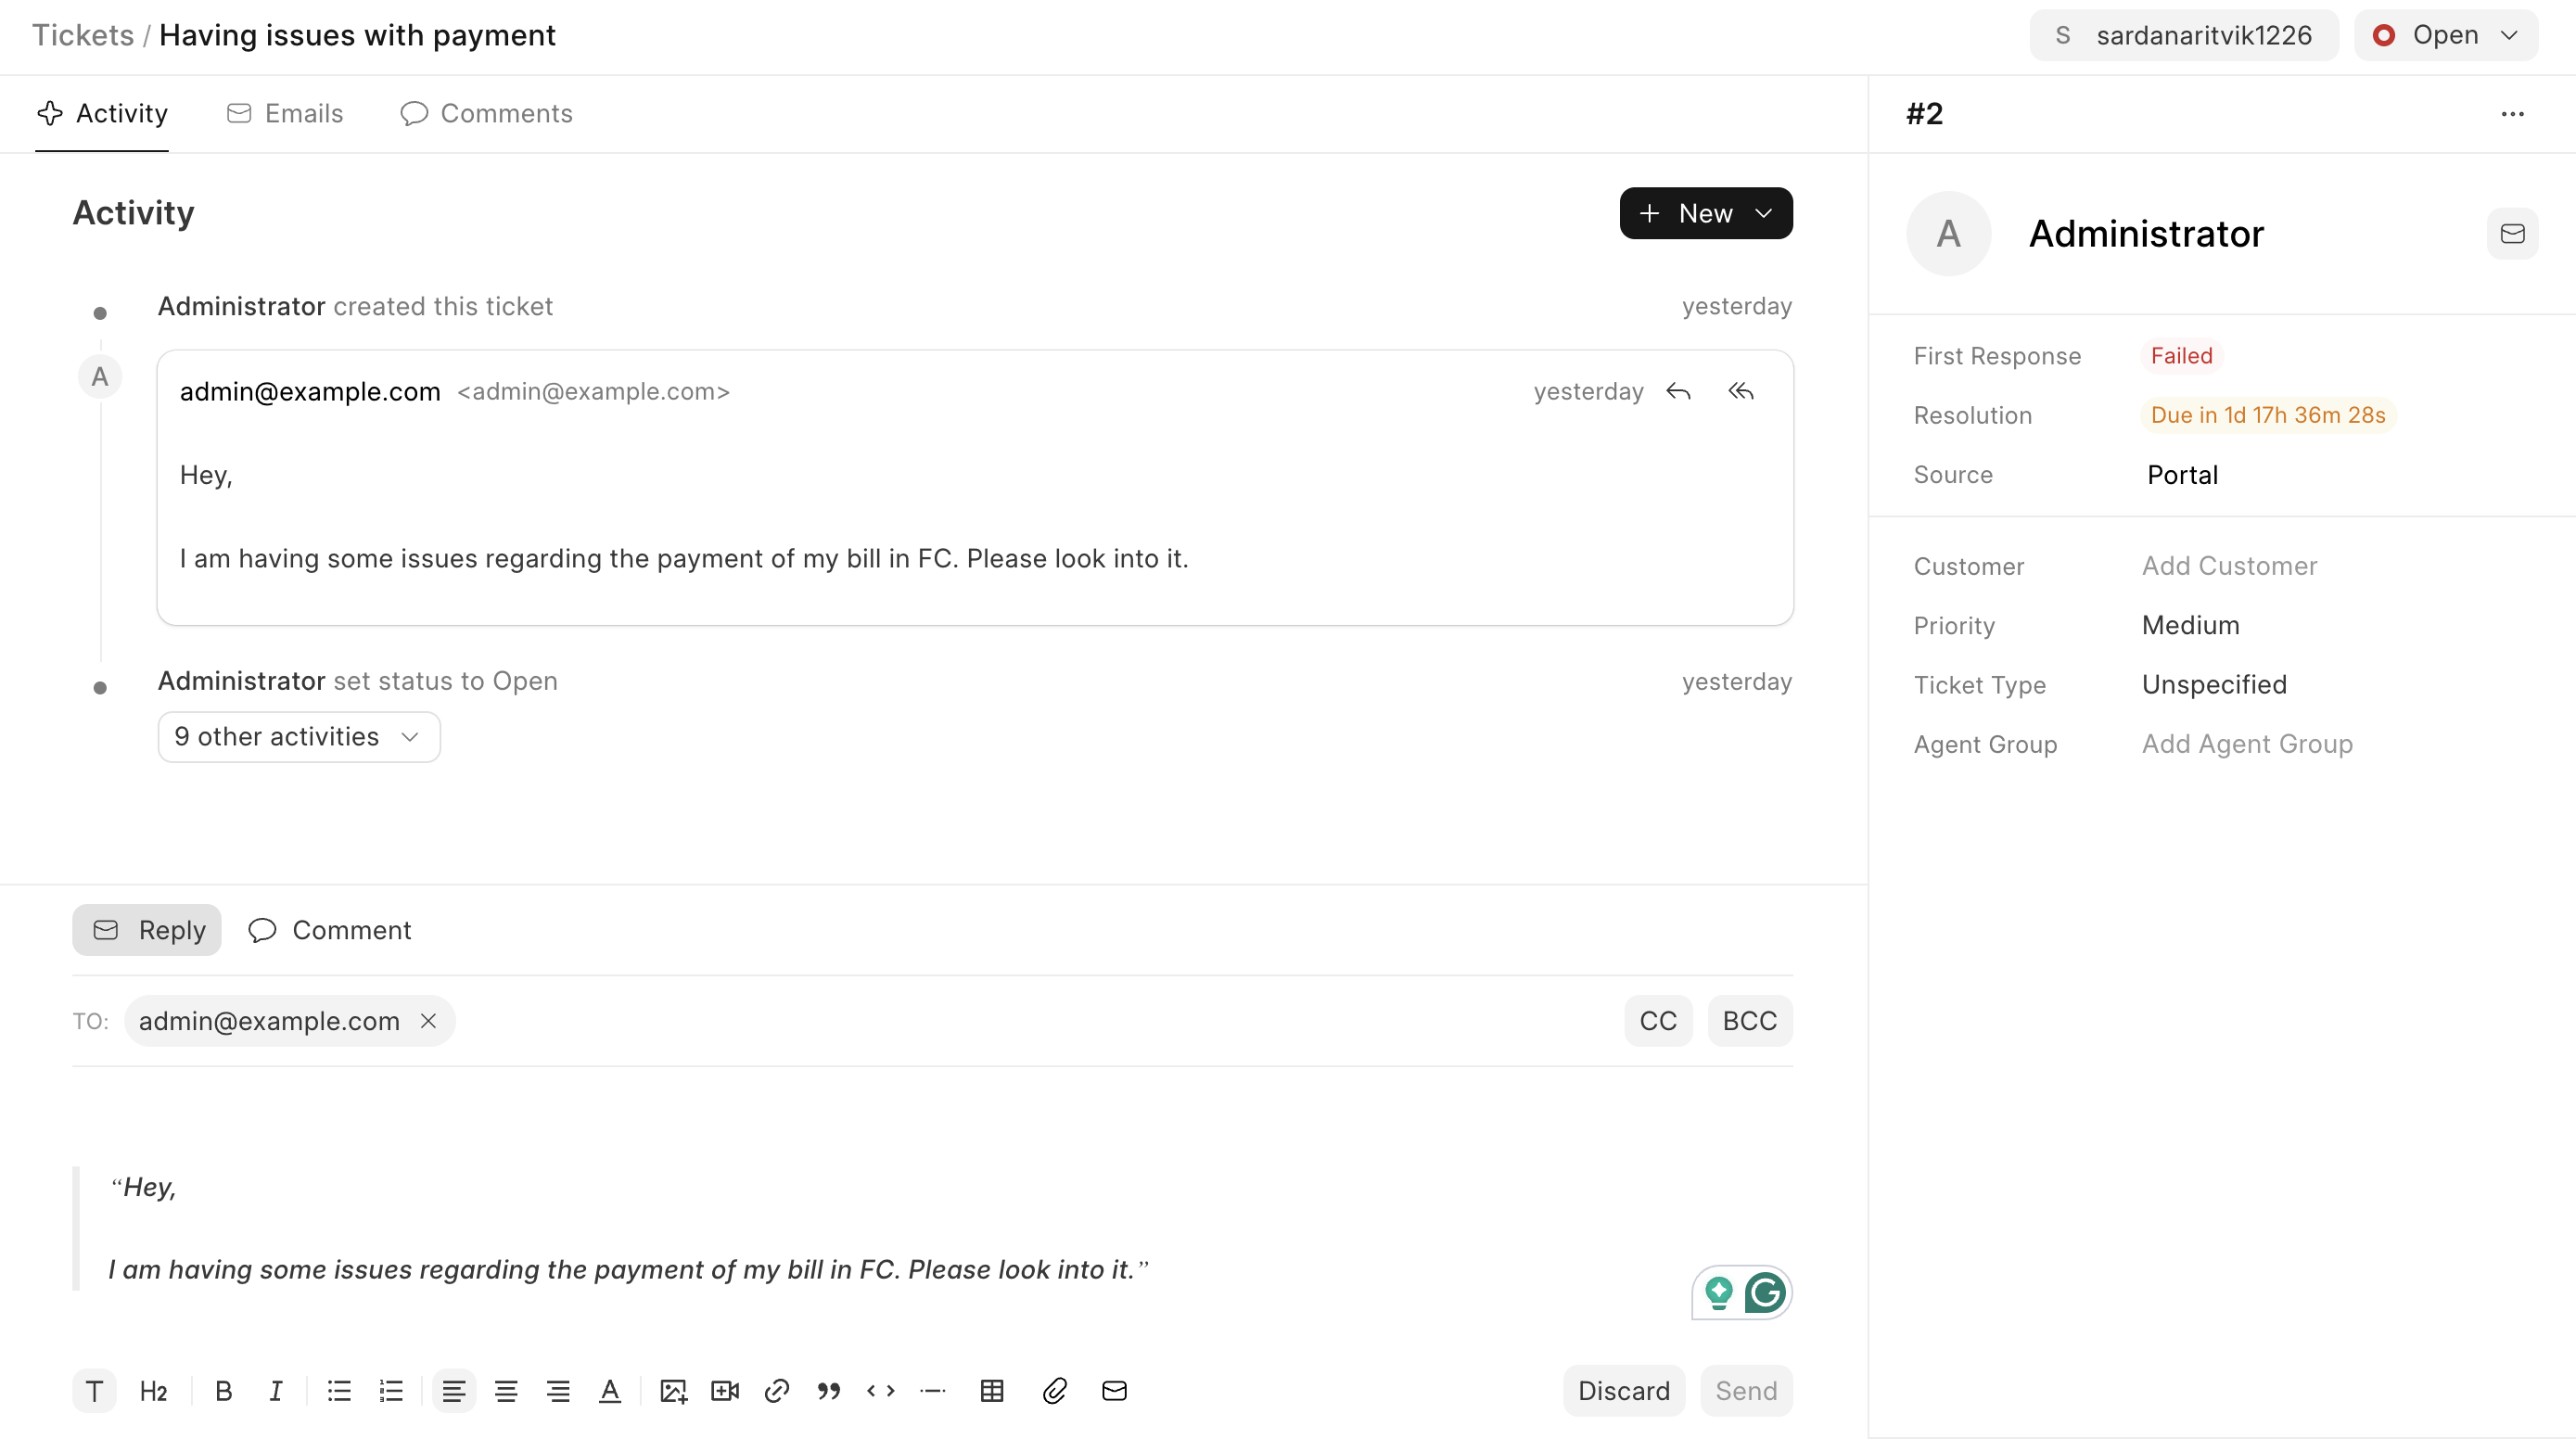 Tickets / Having issues with payment
S sardanaritvik1226 Open
Activity Emails Comments
#2
Activity
New
A Administrator
Administrator created this ticket yesterday
A
admin@example.com <admin@example.com> yesterday
Hey,
I am having some issues regarding the payment of my bill in FC. Please look into it.
Administrator set status to Open yesterday
9 other activities
First Response Failed
Resolution Due in 1d 17h 36m 28s
Source Portal
Customer Add Customer
Priority Medium
Ticket Type Unspecified
Agent Group Add Agent Group
Reply Comment
TO: admin@example.com CC BCC
“Hey,
I am having some issues regarding the payment of my bill in FC. Please look into it.”
T H2 B I A
Discard Send